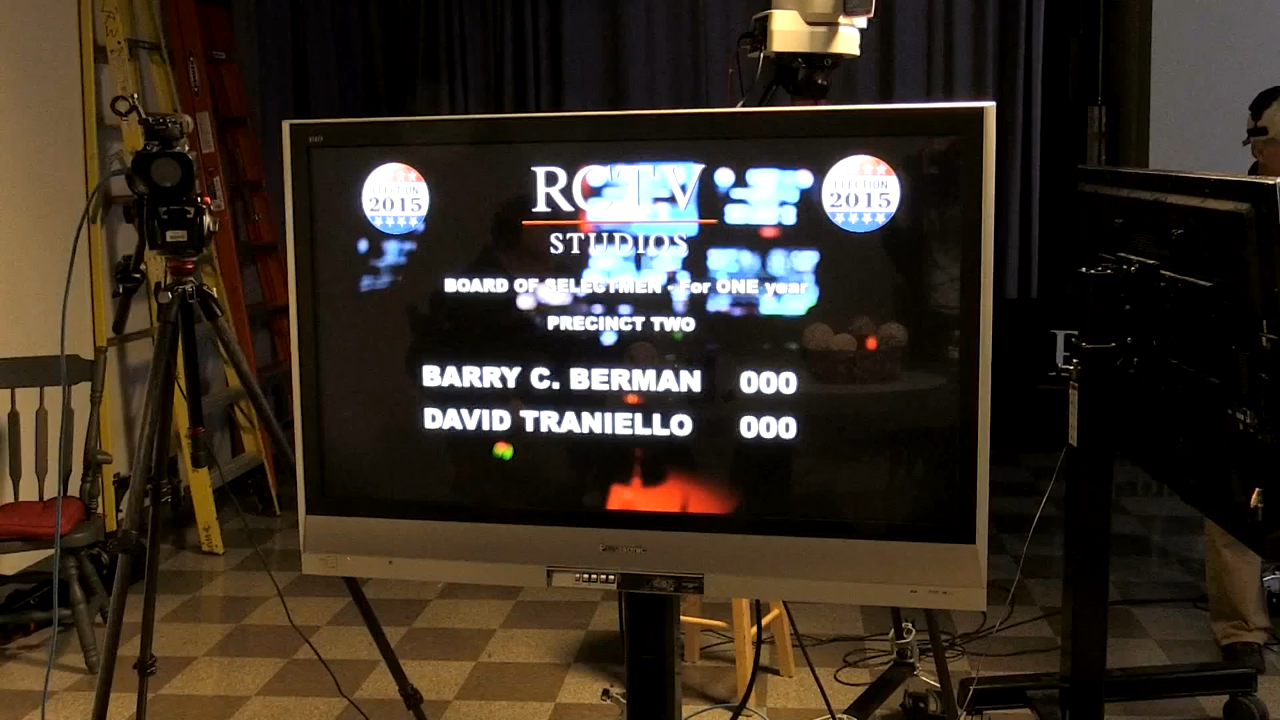 RCTV
STUDIOS
ELECTION
2015
ELECTION
2015
BOARD OF SELECTMEN - For ONE year
PRECINCT TWO
BARRY C. BERMAN 000
DAVID TRANIELLO 000
Panasonic